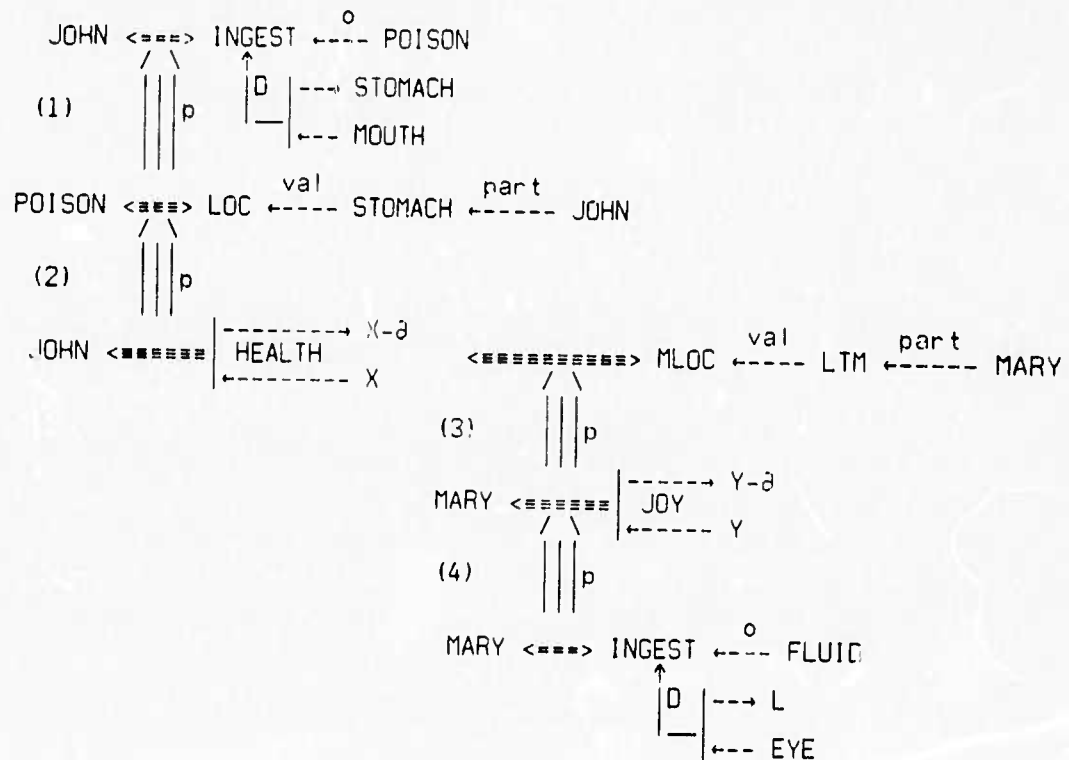 o
JOHN <===> INGEST <---- POISON
D ---> STOMACH
(1) p
<--- MOUTH
val part
POISON <===> LOC <----- STOMACH <------ JOHN
(2) p
---------> X-∂
val part
JOHN <====== HEALTH <==========> MLOC <----- LTM <------ MARY
<--------- X
(3) p
------> Y-∂
MARY <====== JOY
<------ Y
(4) p
o
MARY <===> INGEST <---- FLUID
D ---> L
<--- EYE